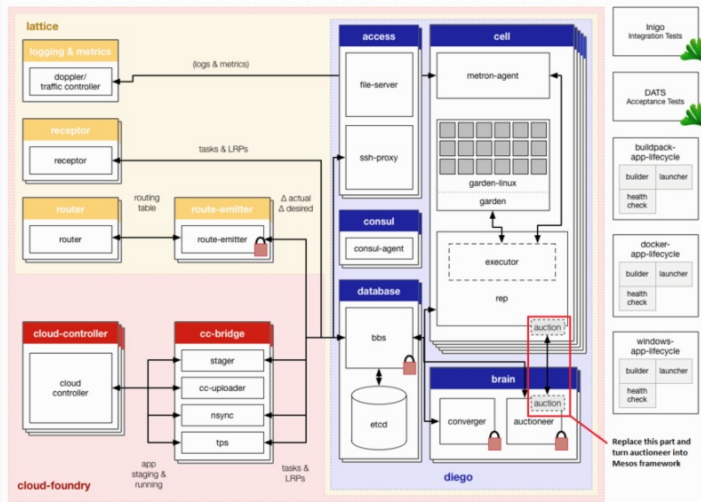 lattice
logging & metrics
doppler/
traffic controller
(logs & metrics)
receptor
receptor
tasks & LRPs
router
router
routing
table
route-emitter
route-emitter
Δ actual
Δ desired
access
file-server
ssh-proxy
consul
consul-agent
database
bbs
etcd
cell
metron-agent
garden-linux
garden
executor
rep
auction
brain
auction
converger
auctioneer
diego
cloud-controller
cloud
controller
cc-bridge
stager
cc-uploader
nsync
tps
app
staging &
running
tasks &
LRPs
cloud-foundry
Inigo
Integration Tests
DATS
Acceptance Tests
buildpack-
app-lifecycle
builder
launcher
health
check
docker-
app-lifecycle
builder
launcher
health
check
windows-
app-lifecycle
builder
launcher
health
check
Replace this part and
turn auctioneer into
Mesos framework